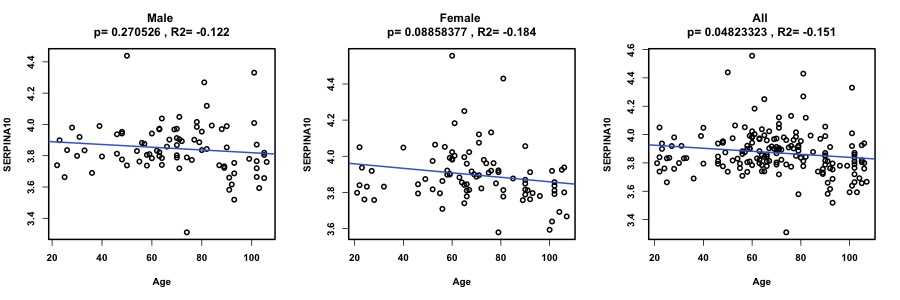 Male
p= 0.270526 , R2= -0.122
SERPINA10
3.4 3.6 3.8 4.0 4.2 4.4
20 40 60 80 100
Age
Female
p= 0.08858377 , R2= -0.184
SERPINA10
3.6 3.8 4.0 4.2 4.4
20 40 60 80 100
Age
All
p= 0.04823323 , R2= -0.151
SERPINA10
3.4 3.6 3.8 4.0 4.2 4.4 4.6
20 40 60 80 100
Age